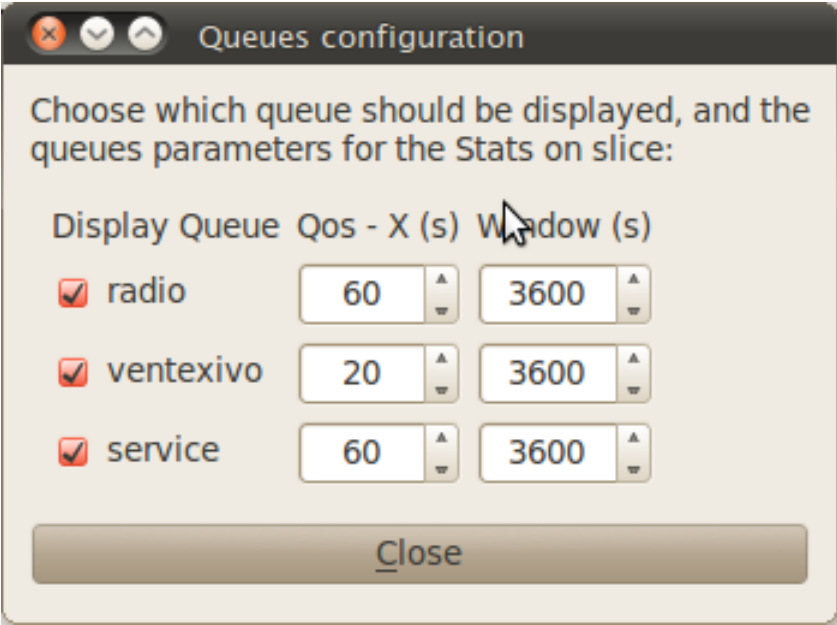 Queues configuration
Choose which queue should be displayed, and the
queues parameters for the Stats on slice:
Display Queue Qos - X (s) Window (s)
radio 60 3600
ventexivo 20 3600
service 60 3600
Close